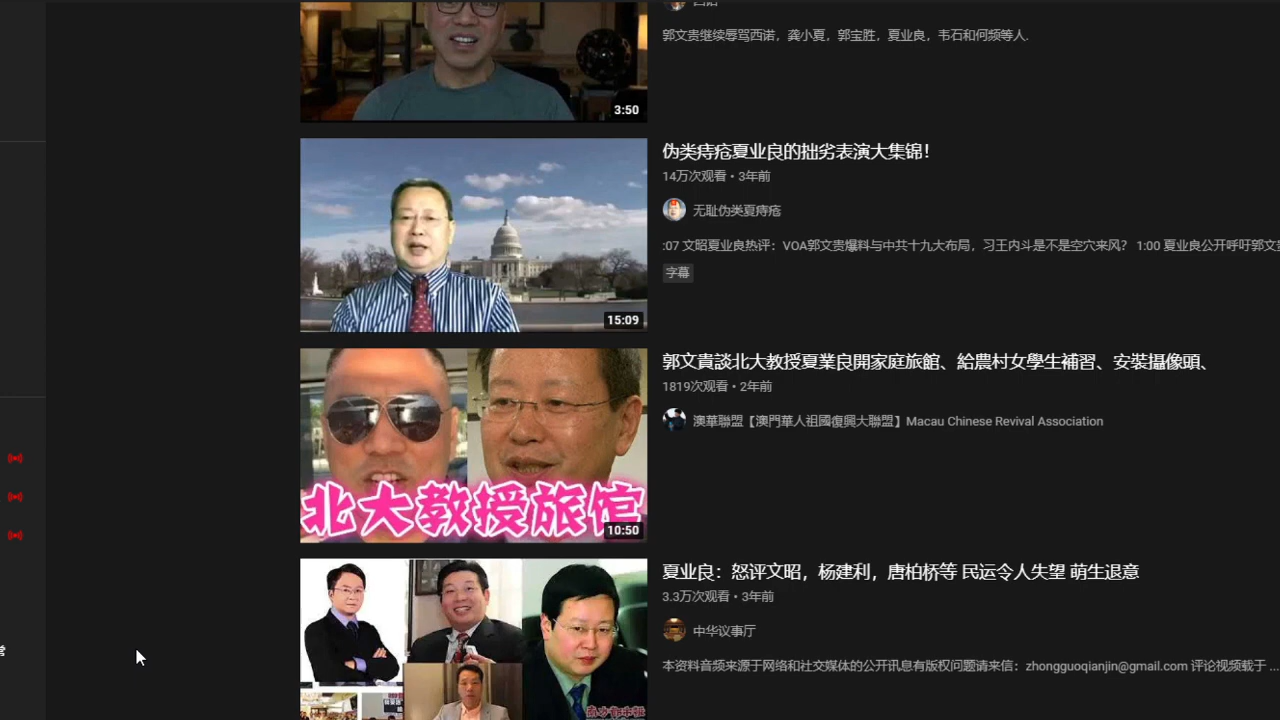 郭文贵继续辱骂西诺，龚小夏，郭宝胜，夏业良，韦石和何频等人.
3:50
伪类痔疮夏业良的拙劣表演大集锦！
14万次观看 • 3年前
无耻伪类夏痔疮
:07 文昭夏业良热评：VOA郭文贵爆料与中共十九大布局，习王内斗是不是空穴来风？ 1:00 夏业良公开呼吁郭文贵
字幕
15:09
郭文貴談北大教授夏業良開家庭旅館、給農村女學生補習、安裝攝像頭、
1819次观看 • 2年前
澳華聯盟【澳門華人祖國復興大聯盟】Macau Chinese Revival Association
北大教授旅馆
10:50
夏业良：怒评文昭，杨建利，唐柏桥等 民运令人失望 萌生退意
3.3万次观看 • 3年前
中华议事厅
本资料音频来源于网络和社交媒体的公开讯息有版权问题请来信：zhongguoqianjin@gmail.com 评论视频载于 ...